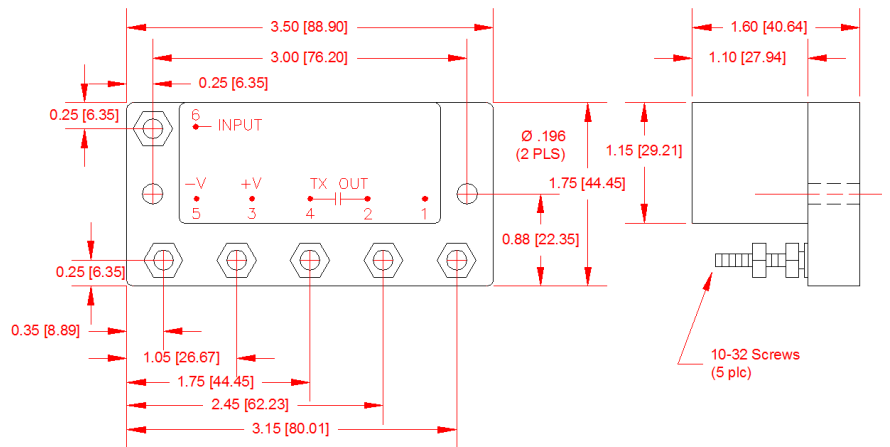 3.50 [88.90]
1.60 [40.64]
3.00 [76.20]
1.10 [27.94]
0.25 [6.35]
0.25 [6.35]
6
INPUT
Ø .196
(2 PLS)
1.15 [29.21]
1.75 [44.45]
-V
+V
TX OUT
5
3
4
2
1
0.88 [22.35]
0.25 [6.35]
0.35 [8.89]
1.05 [26.67]
10-32 Screws
(5 plc)
1.75 [44.45]
2.45 [62.23]
3.15 [80.01]